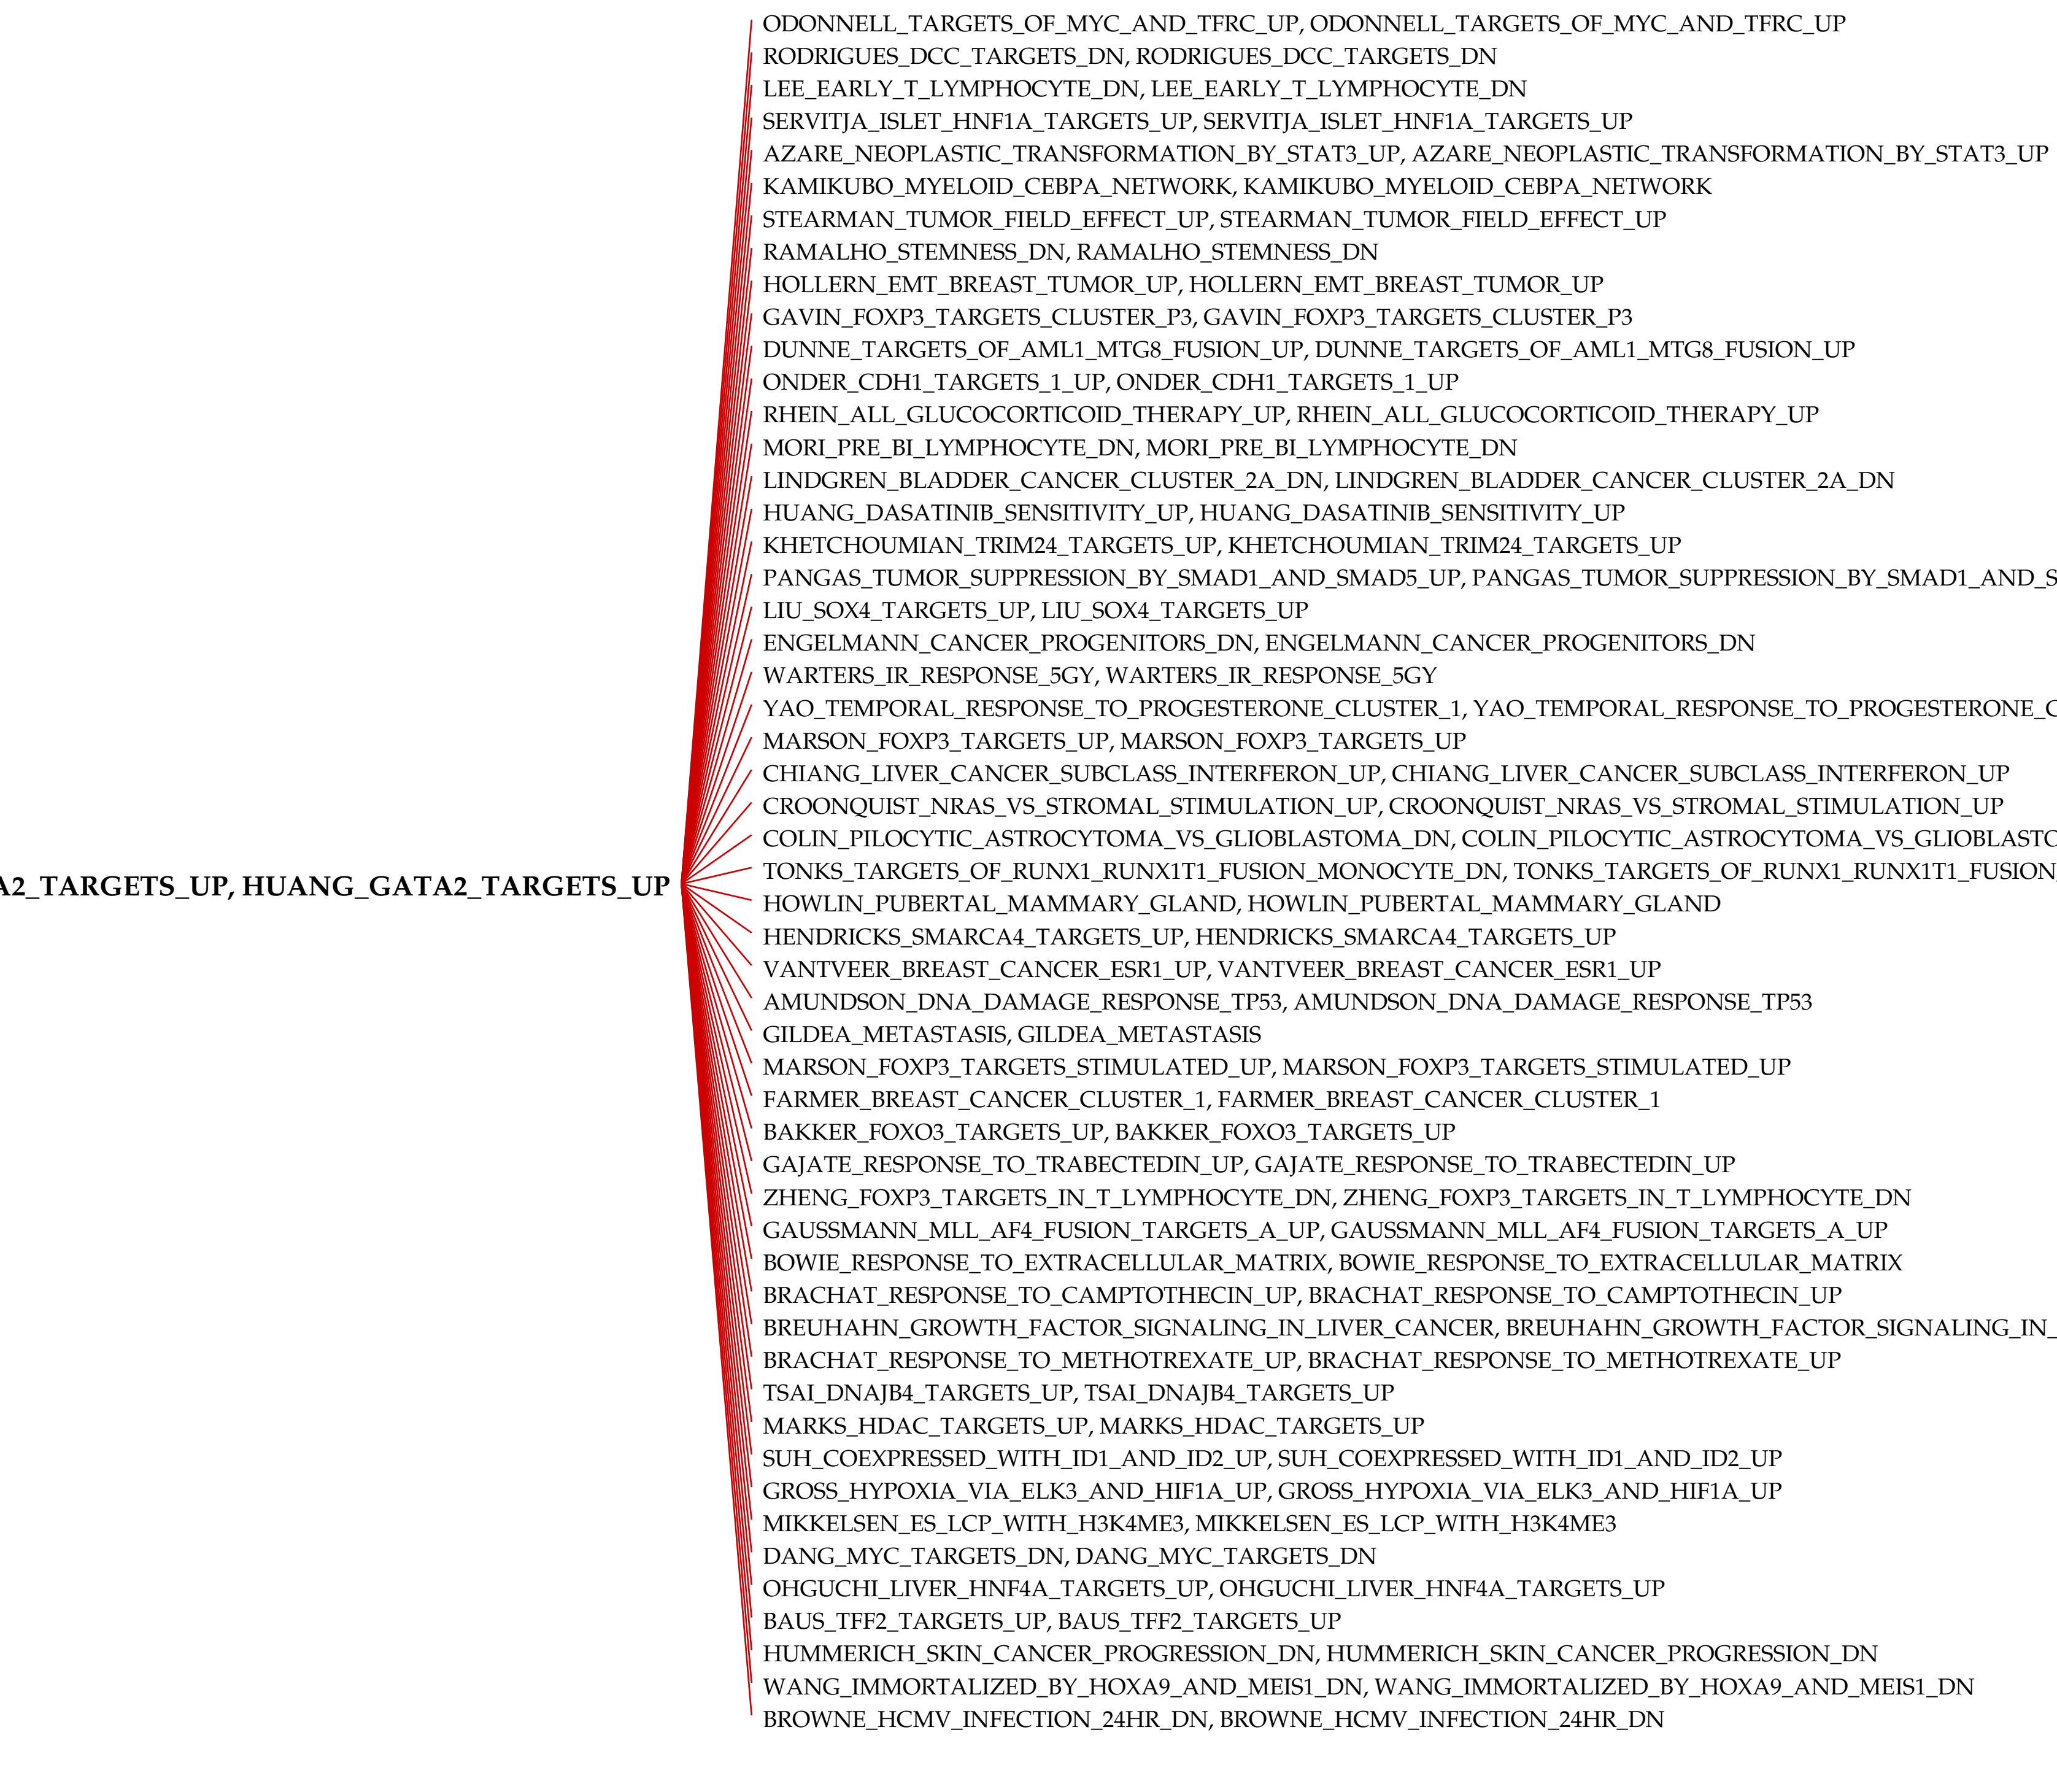 ODONNELL_TARGETS_OF_MYC_AND_TFRC_UP, ODONNELL_TARGETS_OF_MYC_AND_TFRC_UP
RODRIGUES_DCC_TARGETS_DN, RODRIGUES_DCC_TARGETS_DN
LEE_EARLY_T_LYMPHOCYTE_DN, LEE_EARLY_T_LYMPHOCYTE_DN
SERVITJA_ISLET_HNF1A_TARGETS_UP, SERVITJA_ISLET_HNF1A_TARGETS_UP
AZARE_NEOPLASTIC_TRANSFORMATION_BY_STAT3_UP, AZARE_NEOPLASTIC_TRANSFORMATION_BY_STAT3_UP
KAMIKUBO_MYELOID_CEBPA_NETWORK, KAMIKUBO_MYELOID_CEBPA_NETWORK
STEARMAN_TUMOR_FIELD_EFFECT_UP, STEARMAN_TUMOR_FIELD_EFFECT_UP
RAMALHO_STEMNESS_DN, RAMALHO_STEMNESS_DN
HOLLERN_EMT_BREAST_TUMOR_UP, HOLLERN_EMT_BREAST_TUMOR_UP
GAVIN_FOXP3_TARGETS_CLUSTER_P3, GAVIN_FOXP3_TARGETS_CLUSTER_P3
DUNNE_TARGETS_OF_AML1_MTG8_FUSION_UP, DUNNE_TARGETS_OF_AML1_MTG8_FUSION_UP
ONDER_CDH1_TARGETS_1_UP, ONDER_CDH1_TARGETS_1_UP
RHEIN_ALL_GLUCOCORTICOID_THERAPY_UP, RHEIN_ALL_GLUCOCORTICOID_THERAPY_UP
MORI_PRE_BI_LYMPHOCYTE_DN, MORI_PRE_BI_LYMPHOCYTE_DN
LINDGREN_BLADDER_CANCER_CLUSTER_2A_DN, LINDGREN_BLADDER_CANCER_CLUSTER_2A_DN
HUANG_DASATINIB_SENSITIVITY_UP, HUANG_DASATINIB_SENSITIVITY_UP
KHETCHOUMIAN_TRIM24_TARGETS_UP, KHETCHOUMIAN_TRIM24_TARGETS_UP
PANGAS_TUMOR_SUPPRESSION_BY_SMAD1_AND_SMAD5_UP, PANGAS_TUMOR_SUPPRESSION_BY_SMAD1_AND_S
LIU_SOX4_TARGETS_UP, LIU_SOX4_TARGETS_UP
ENGELMANN_CANCER_PROGENITORS_DN, ENGELMANN_CANCER_PROGENITORS_DN
WARTERS_IR_RESPONSE_5GY, WARTERS_IR_RESPONSE_5GY
YAO_TEMPORAL_RESPONSE_TO_PROGESTERONE_CLUSTER_1, YAO_TEMPORAL_RESPONSE_TO_PROGESTERONE_C
MARSON_FOXP3_TARGETS_UP, MARSON_FOXP3_TARGETS_UP
CHIANG_LIVER_CANCER_SUBCLASS_INTERFERON_UP, CHIANG_LIVER_CANCER_SUBCLASS_INTERFERON_UP
CROONQUIST_NRAS_VS_STROMAL_STIMULATION_UP, CROONQUIST_NRAS_VS_STROMAL_STIMULATION_UP
COLIN_PILOCYTIC_ASTROCYTOMA_VS_GLIOBLASTOMA_DN, COLIN_PILOCYTIC_ASTROCYTOMA_VS_GLIOBLASTO
TONKS_TARGETS_OF_RUNX1_RUNX1T1_FUSION_MONOCYTE_DN, TONKS_TARGETS_OF_RUNX1_RUNX1T1_FUSION_
A2_TARGETS_UP, HUANG_GATA2_TARGETS_UP
HOWLIN_PUBERTAL_MAMMARY_GLAND, HOWLIN_PUBERTAL_MAMMARY_GLAND
HENDRICKS_SMARCA4_TARGETS_UP, HENDRICKS_SMARCA4_TARGETS_UP
VANTVEER_BREAST_CANCER_ESR1_UP, VANTVEER_BREAST_CANCER_ESR1_UP
AMUNDSON_DNA_DAMAGE_RESPONSE_TP53, AMUNDSON_DNA_DAMAGE_RESPONSE_TP53
GILDEA_METASTASIS, GILDEA_METASTASIS
MARSON_FOXP3_TARGETS_STIMULATED_UP, MARSON_FOXP3_TARGETS_STIMULATED_UP
FARMER_BREAST_CANCER_CLUSTER_1, FARMER_BREAST_CANCER_CLUSTER_1
BAKKER_FOXO3_TARGETS_UP, BAKKER_FOXO3_TARGETS_UP
GAJATE_RESPONSE_TO_TRABECTEDIN_UP, GAJATE_RESPONSE_TO_TRABECTEDIN_UP
ZHENG_FOXP3_TARGETS_IN_T_LYMPHOCYTE_DN, ZHENG_FOXP3_TARGETS_IN_T_LYMPHOCYTE_DN
GAUSSMANN_MLL_AF4_FUSION_TARGETS_A_UP, GAUSSMANN_MLL_AF4_FUSION_TARGETS_A_UP
BOWIE_RESPONSE_TO_EXTRACELLULAR_MATRIX, BOWIE_RESPONSE_TO_EXTRACELLULAR_MATRIX
BRACHAT_RESPONSE_TO_CAMPTOTHECIN_UP, BRACHAT_RESPONSE_TO_CAMPTOTHECIN_UP
BREUHAHN_GROWTH_FACTOR_SIGNALING_IN_LIVER_CANCER, BREUHAHN_GROWTH_FACTOR_SIGNALING_IN_
BRACHAT_RESPONSE_TO_METHOTREXATE_UP, BRACHAT_RESPONSE_TO_METHOTREXATE_UP
TSAI_DNAJB4_TARGETS_UP, TSAI_DNAJB4_TARGETS_UP
MARKS_HDAC_TARGETS_UP, MARKS_HDAC_TARGETS_UP
SUH_COEXPRESSED_WITH_ID1_AND_ID2_UP, SUH_COEXPRESSED_WITH_ID1_AND_ID2_UP
GROSS_HYPOXIA_VIA_ELK3_AND_HIF1A_UP, GROSS_HYPOXIA_VIA_ELK3_AND_HIF1A_UP
MIKKELSEN_ES_LCP_WITH_H3K4ME3, MIKKELSEN_ES_LCP_WITH_H3K4ME3
DANG_MYC_TARGETS_DN, DANG_MYC_TARGETS_DN
OHGUCHI_LIVER_HNF4A_TARGETS_UP, OHGUCHI_LIVER_HNF4A_TARGETS_UP
BAUS_TFF2_TARGETS_UP, BAUS_TFF2_TARGETS_UP
HUMMERICH_SKIN_CANCER_PROGRESSION_DN, HUMMERICH_SKIN_CANCER_PROGRESSION_DN
WANG_IMMORTALIZED_BY_HOXA9_AND_MEIS1_DN, WANG_IMMORTALIZED_BY_HOXA9_AND_MEIS1_DN
BROWNE_HCMV_INFECTION_24HR_DN, BROWNE_HCMV_INFECTION_24HR_DN